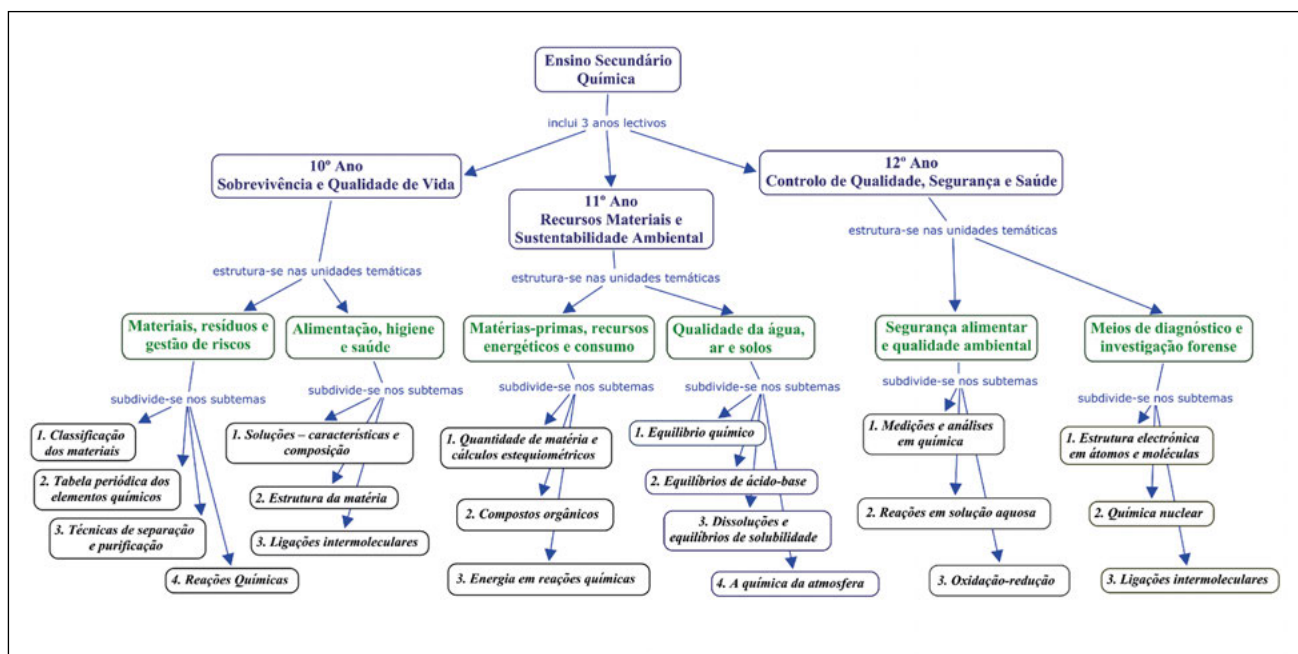 Ensino Secundário
Química
inclui 3 anos lectivos
10º Ano
Sobrevivência e Qualidade de Vida
11º Ano
Recursos Materiais e
Sustentabilidade Ambiental
12º Ano
Controlo de Qualidade, Segurança e Saúde
estrutura-se nas unidades temáticas
estrutura-se nas unidades temáticas
estrutura-se nas unidades temáticas
Materiais, resíduos e
gestão de riscos
Alimentação, higiene
e saúde
Matérias-primas, recursos
energéticos e consumo
Qualidade da água,
ar e solos
Segurança alimentar
e qualidade ambiental
Meios de diagnóstico e
investigação forense
subdivide-se nos subtemas
1. Classificação
dos materiais
2. Tabela periódica dos
elementos químicos
3. Técnicas de separação
e purificação
4. Reações Químicas
subdivide-se nos subtemas
1. Soluções – características e
composição
2. Estrutura da matéria
3. Ligações intermoleculares
subdivide-se nos subtemas
1. Quantidade de matéria e
cálculos estequiométricos
2. Compostos orgânicos
3. Energia em reações químicas
subdivide-se nos subtemas
1. Equilibrio químico
2. Equilíbrios de ácido-base
3. Dissoluções e
equilíbrios de solubilidade
4. A química da atmosfera
subdivide-se nos subtemas
1. Medições e análises
em química
2. Reações em solução aquosa
3. Oxidação-redução
subdivide-se nos subtemas
1. Estrutura electrónica
em átomos e moléculas
2. Química nuclear
3. Ligações intermoleculares